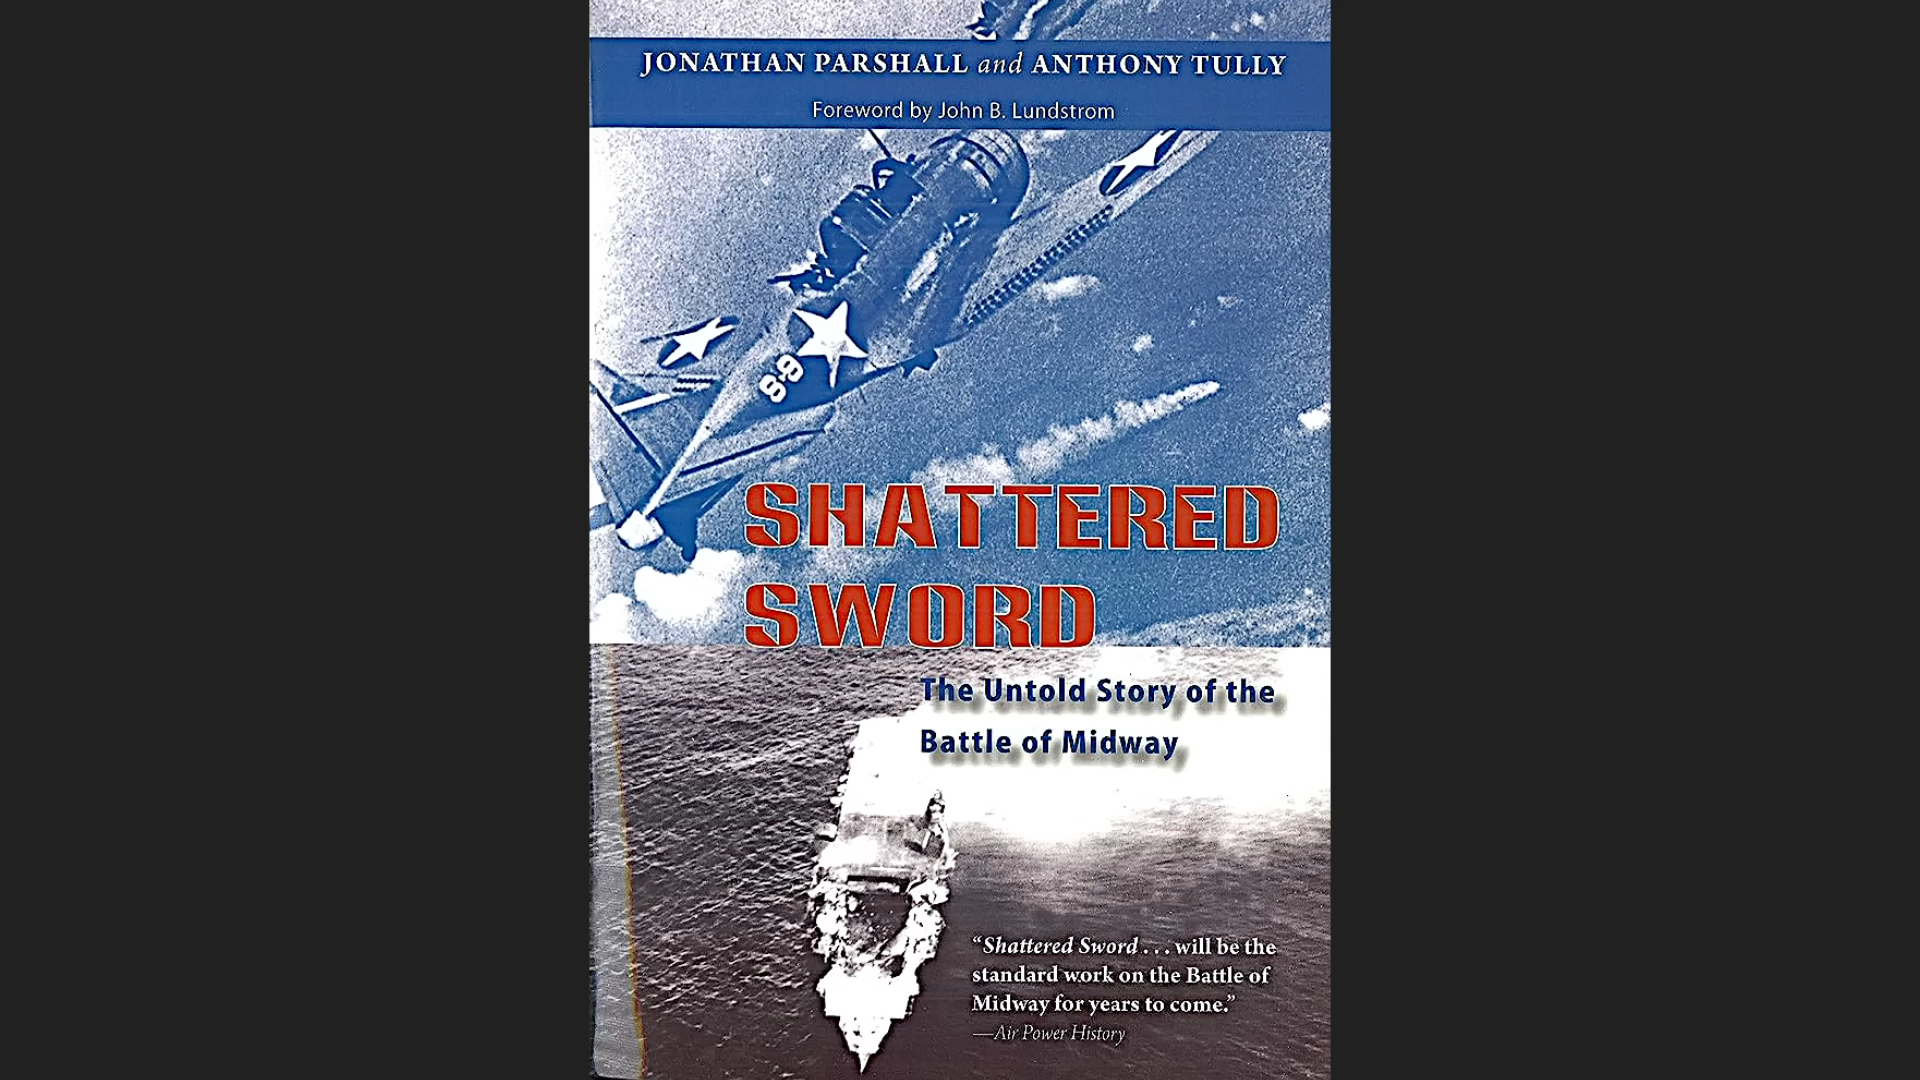 JONATHAN PARSHALL and ANTHONY TULLY
Foreword by John B. Lundstrom
8-9
SHATTERED
SWORD
The Untold Story of the
Battle of Midway
“Shattered Sword . . . will be the
standard work on the Battle of
Midway for years to come.”
—Air Power History